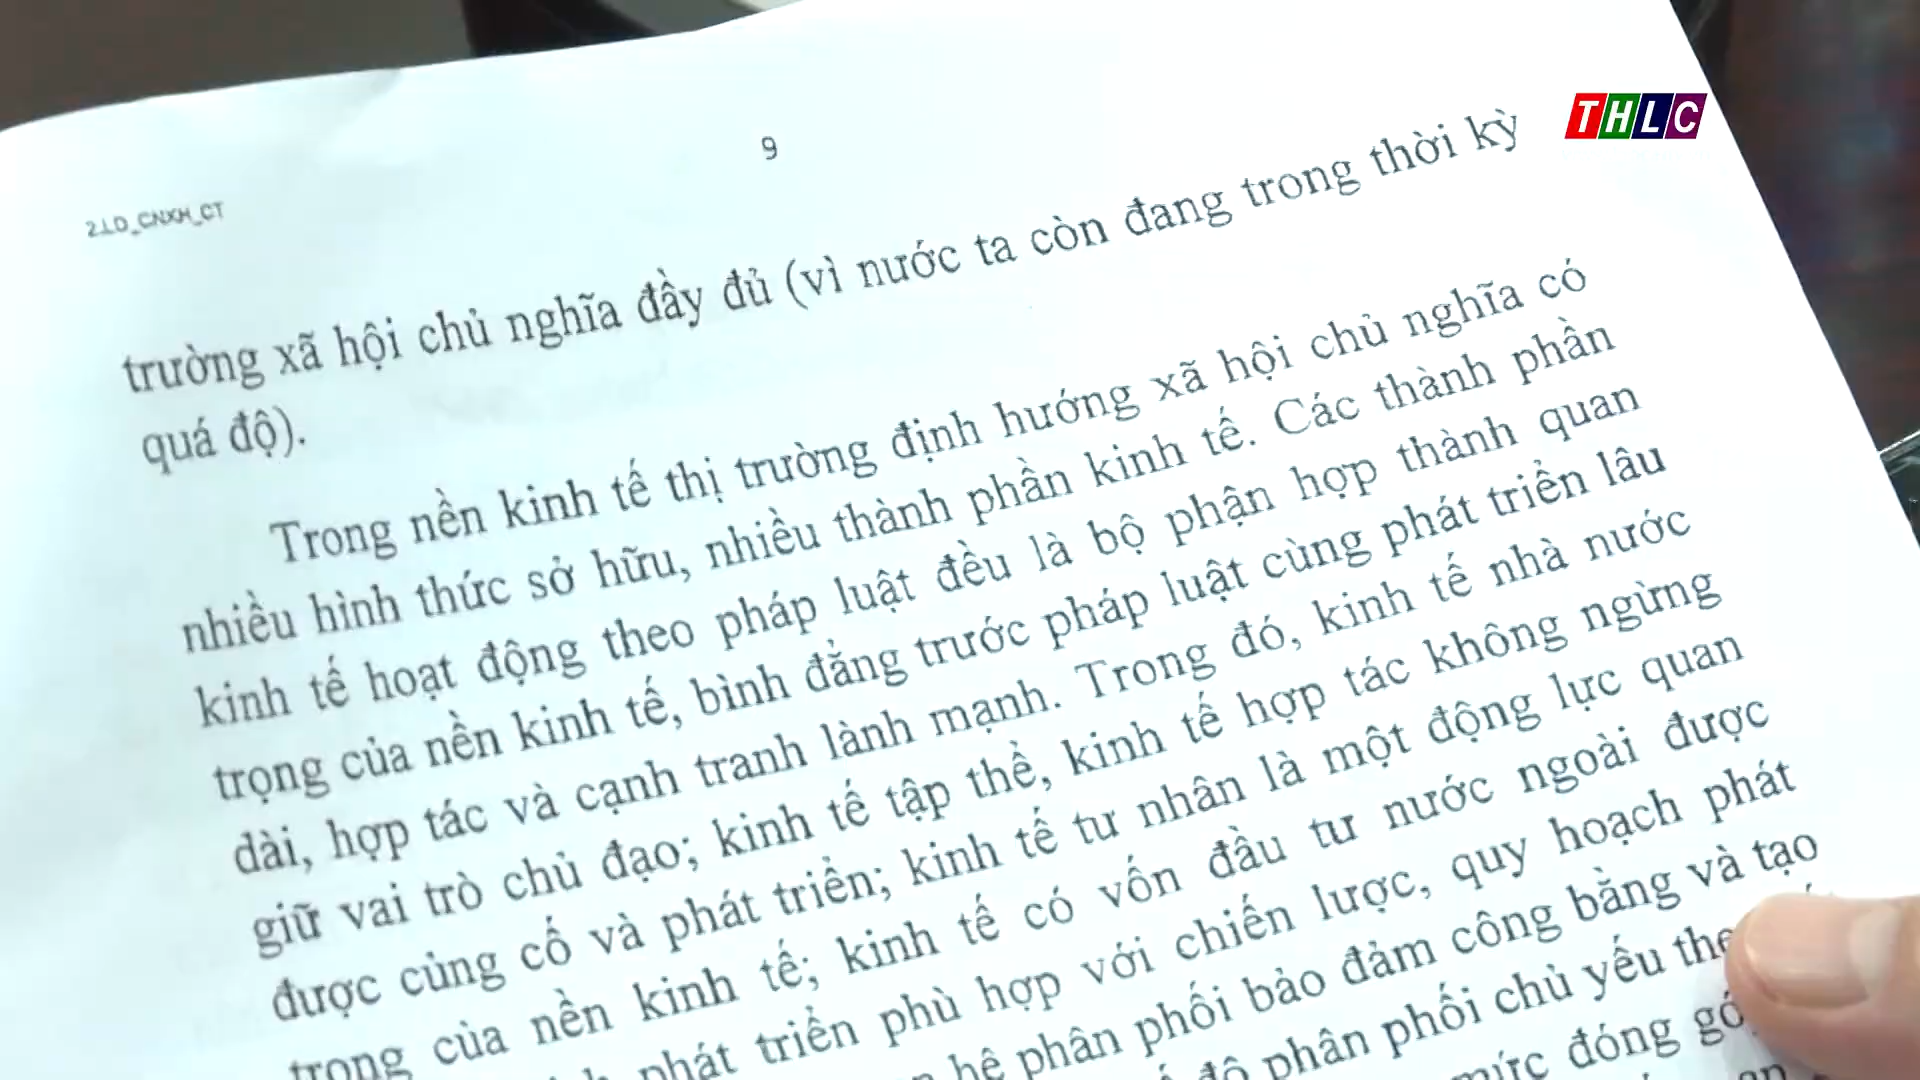 THLC
9
2.LD_CNXH_CT
trường xã hội chủ nghĩa đầy đủ (vì nước ta còn đang trong thời kỳ
quá độ).
Trong nền kinh tế thị trường định hướng xã hội chủ nghĩa có
nhiều hình thức sở hữu, nhiều thành phần kinh tế. Các thành phần
kinh tế hoạt động theo pháp luật đều là bộ phận hợp thành quan
trọng của nền kinh tế, bình đẳng trước pháp luật cùng phát triển lâu
dài, hợp tác và cạnh tranh lành mạnh. Trong đó, kinh tế nhà nước
giữ vai trò chủ đạo; kinh tế tập thể, kinh tế hợp tác không ngừng
được củng cố và phát triển; kinh tế tư nhân là một động lực quan
trọng của nền kinh tế; kinh tế có vốn đầu tư nước ngoài được
phát triển phù hợp với chiến lược, quy hoạch phát
hệ phân phối bảo đảm công bằng và tạo
độ phân phối chủ yếu
mức đóng